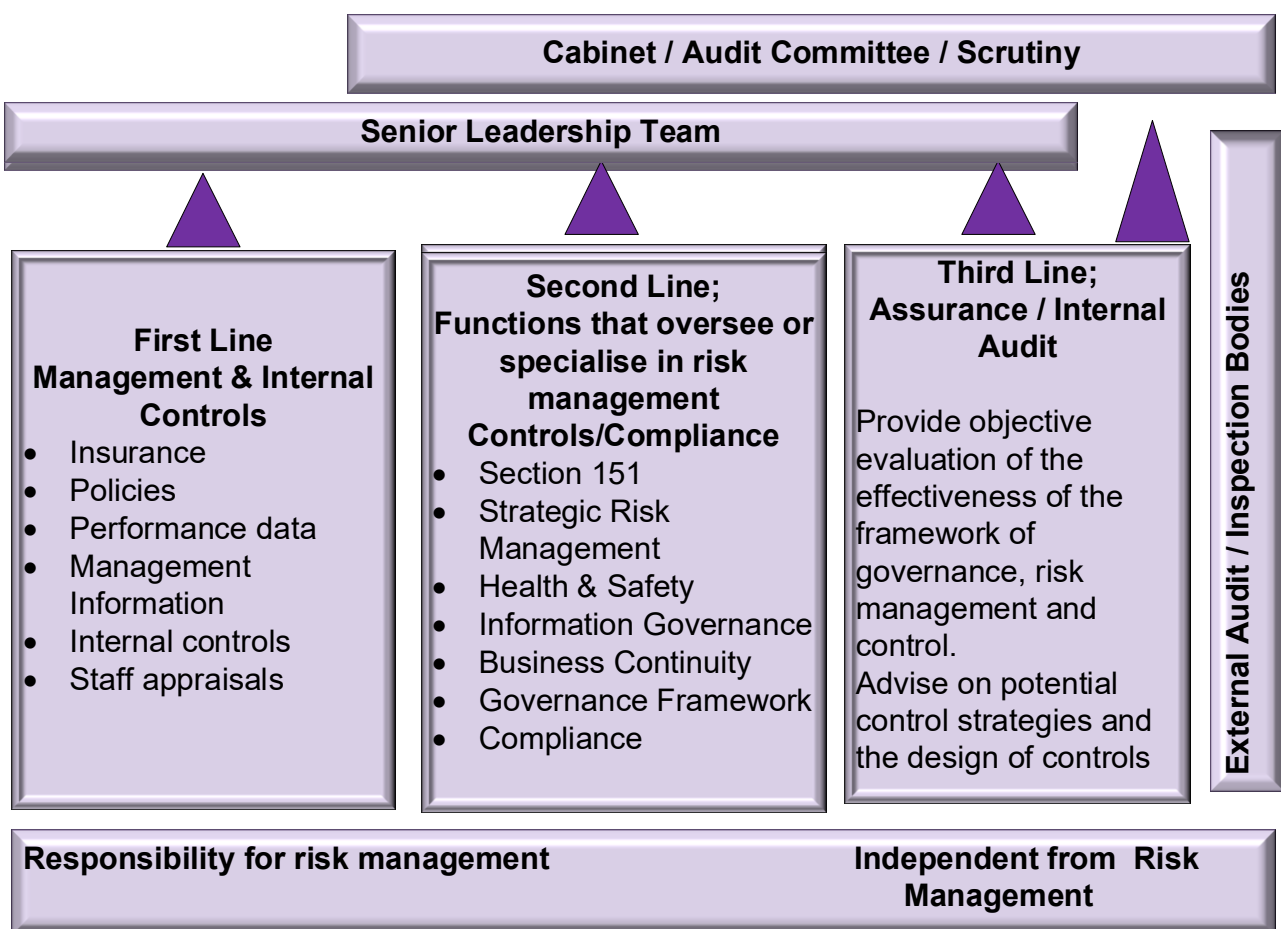 Cabinet / Audit Committee / Scrutiny
Senior Leadership Team
First Line
Management & Internal
Controls
• Insurance
• Policies
• Performance data
• Management
Information
• Internal controls
• Staff appraisals
Second Line;
Functions that oversee or
specialise in risk
management
Controls/Compliance
• Section 151
• Strategic Risk
Management
• Health & Safety
• Information Governance
• Business Continuity
• Governance Framework
• Compliance
Third Line;
Assurance / Internal
Audit
Provide objective
evaluation of the
effectiveness of the
framework of
governance, risk
management and
control.
Advise on potential
control strategies and
the design of controls
External Audit / Inspection Bodies
Responsibility for risk management
Independent from Risk
Management